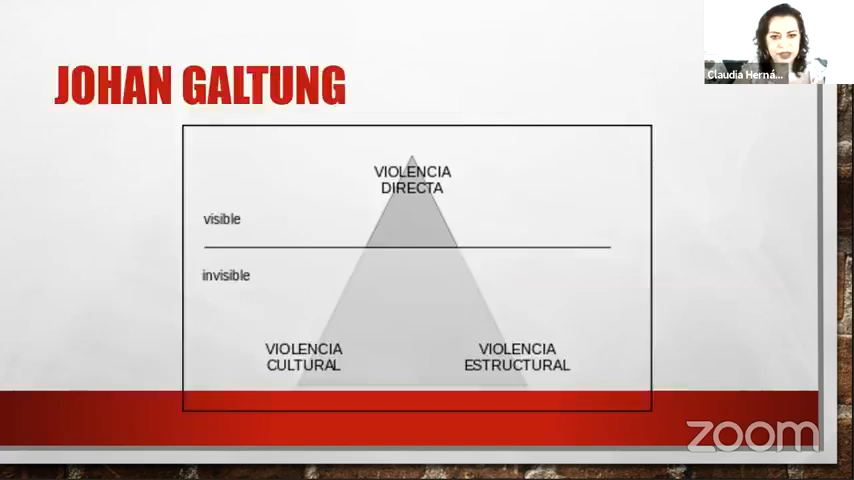 JOHAN GALTUNG
Claudia Herná...
VIOLENCIA
DIRECTA
visible
invisible
VIOLENCIA
CULTURAL
VIOLENCIA
ESTRUCTURAL
zoom